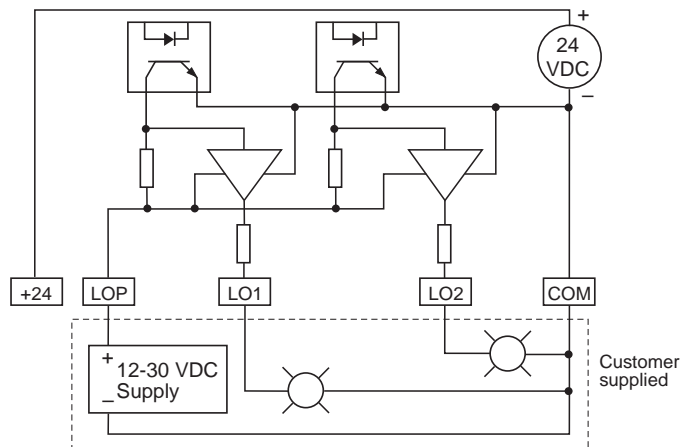 +
24
VDC
–
+24
LOP
LO1
LO2
COM
+
12-30 VDC
– Supply
Customer
supplied